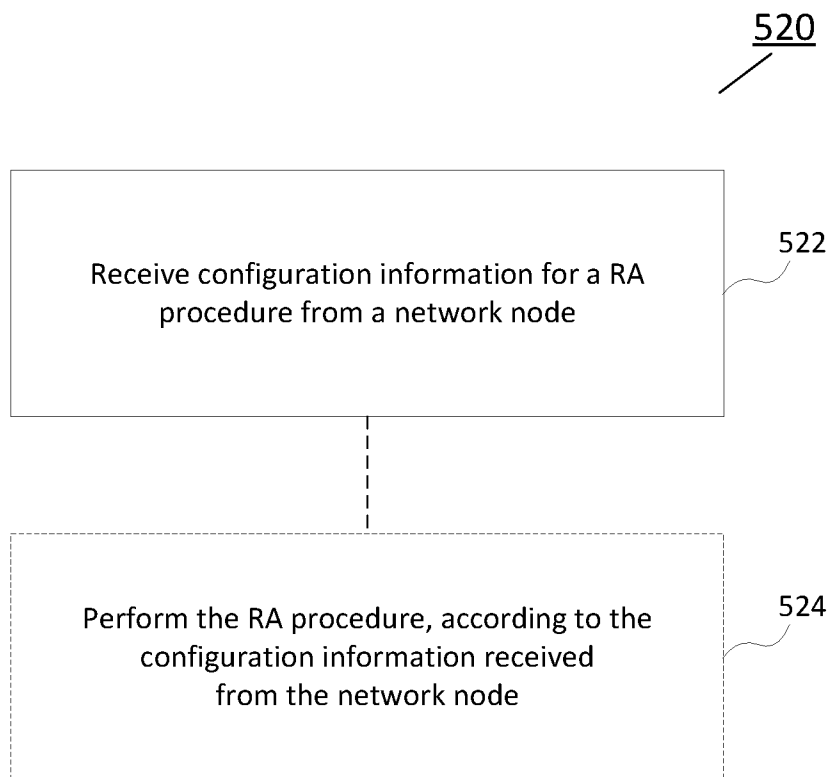 520
Receive configuration information for a RA
procedure from a network node
522
Perform the RA procedure, according to the
configuration information received
from the network node
524